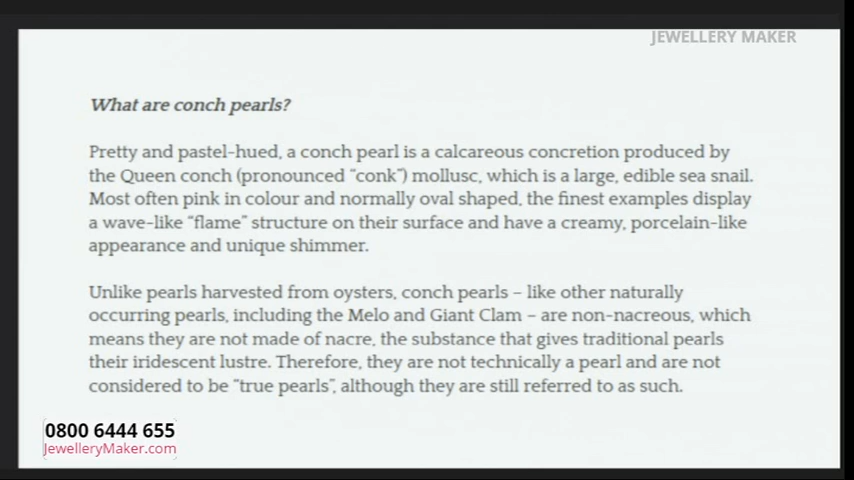 JEWELLERY MAKER
What are conch pearls?
Pretty and pastel-hued, a conch pearl is a calcareous concretion produced by
the Queen conch (pronounced “conk”) mollusc, which is a large, edible sea snail.
Most often pink in colour and normally oval shaped, the finest examples display
a wave-like “flame” structure on their surface and have a creamy, porcelain-like
appearance and unique shimmer.
Unlike pearls harvested from oysters, conch pearls – like other naturally
occurring pearls, including the Melo and Giant Clam – are non-nacreous, which
means they are not made of nacre, the substance that gives traditional pearls
their iridescent lustre. Therefore, they are not technically a pearl and are not
considered to be “true pearls”, although they are still referred to as such.
0800 6444 655
JewelleryMaker.com